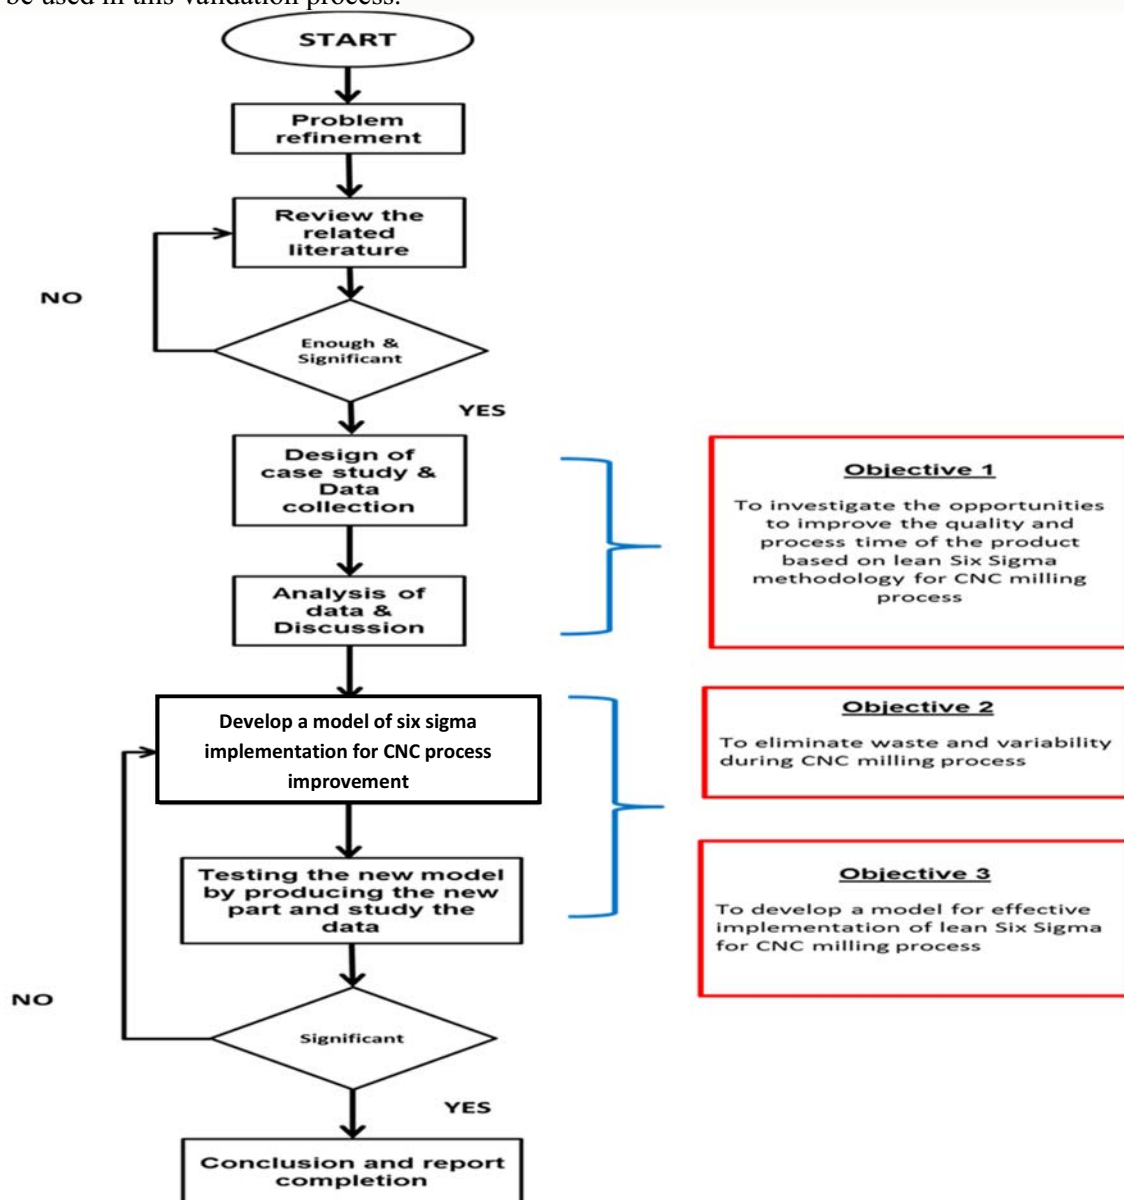 be used in this validation process.
START
Problem
refinement
Review the
related
literature
NO
Enough &
Significant
YES
Design of
case study &
Data
collection
Objective 1
To investigate the opportunities
to improve the quality and
process time of the product
based on lean Six Sigma
methodology for CNC milling
process
Analysis of
data &
Discussion
Develop a model of six sigma
implementation for CNC process
improvement
Objective 2
To eliminate waste and variability
during CNC milling process
Testing the new model
by producing the new
part and study the
data
Objective 3
To develop a model for effective
implementation of lean Six Sigma
for CNC milling process
NO
Significant
YES
Conclusion and report
completion